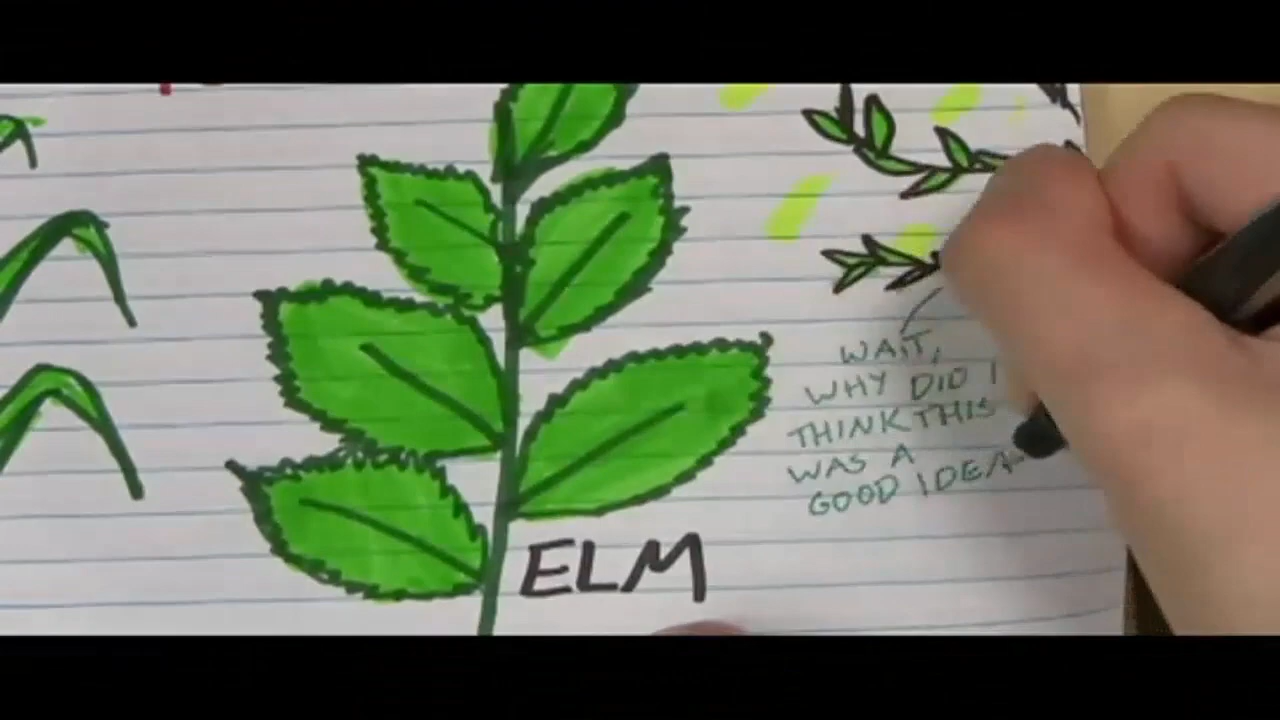 WAIT,
WHY DID I
THINK THIS
WAS A
GOOD IDEA
ELM